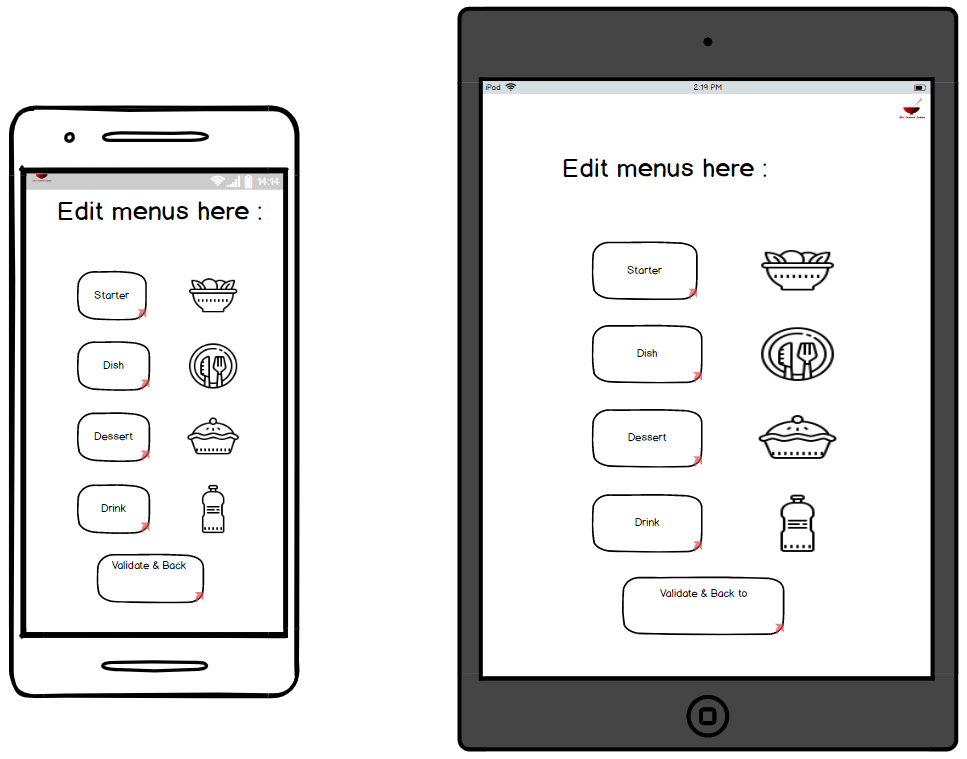 14:14
Edit menus here :
Starter
Dish
Dessert
Drink
Validate & Back
iPad
2:19 PM
Edit menus here :
Starter
Dish
Dessert
Drink
Validate & Back to